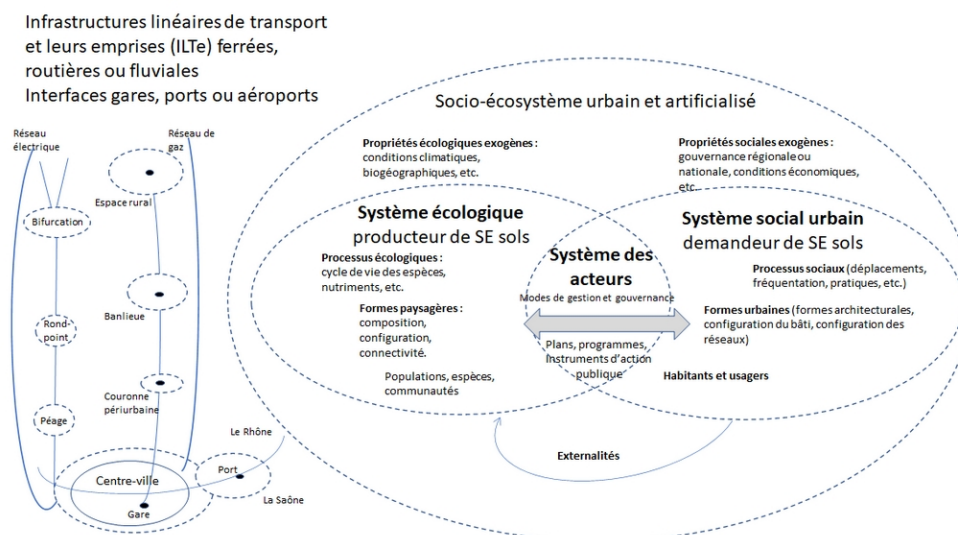 Infrastructures linéaires de transport
et leurs emprises (ILTe) ferrées,
routières ou fluviales
Interfaces gares, ports ou aéroports
Réseau
électrique
Réseau de
gaz
Espace rural
Bifurcation
Banlieue
Rond-
point
Couronne
périurbaine
Péage
Le Rhône
Centre-ville
Port
La Saône
Gare
Socio-écosystème urbain et artificialisé
Propriétés écologiques exogènes :
conditions climatiques,
biogéographiques, etc.
Propriétés sociales exogènes :
gouvernance régionale ou
nationale, conditions économiques,
etc.
Système écologique
producteur de SE sols
Processus écologiques :
cycle de vie des espèces,
nutriments, etc.
Formes paysagères :
composition,
configuration,
connectivité.
Populations, espèces,
communautés
Système des
acteurs
Modes de gestion et gouvernance
Plans, programmes,
instruments d'action
publique
Système social urbain
demandeur de SE sols
Processus sociaux (déplacements,
fréquentation, pratiques, etc.)
Formes urbaines (formes architecturales,
configuration du bâti, configuration des
réseaux)
Habitants et usagers
Externalités